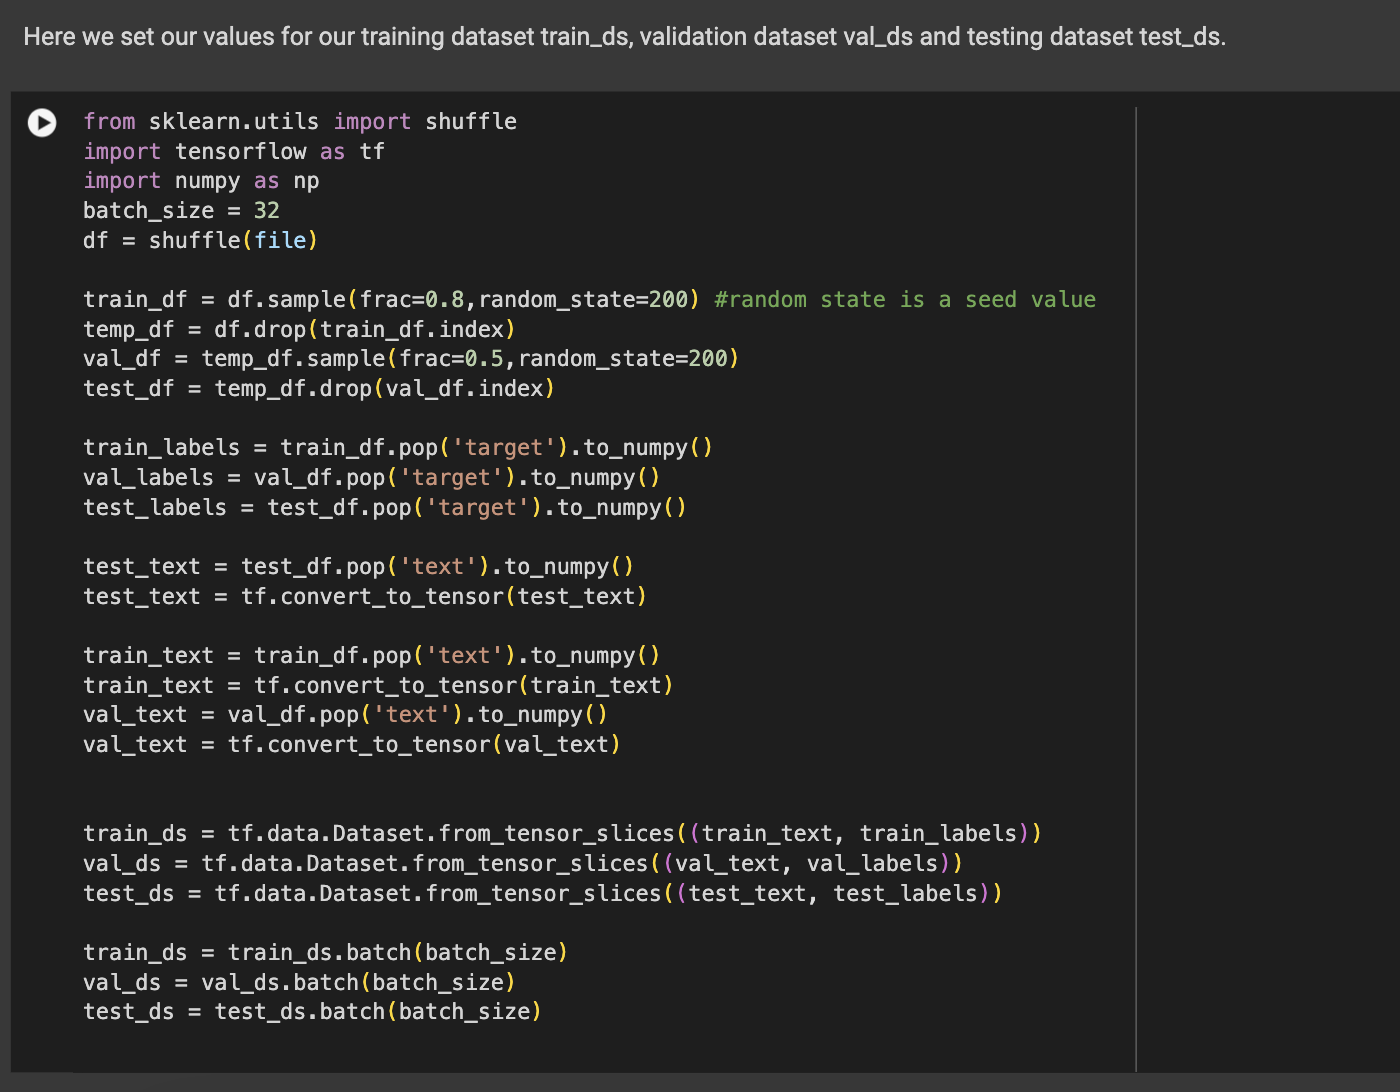 Here we set our values for our training dataset train_ds, validation dataset val_ds and testing dataset test_ds.
from sklearn.utils import shuffle
import tensorflow as tf
import numpy as np
batch_size = 32
df = shuffle(file)
train_df = df.sample(frac=0.8,random_state=200) #random state is a seed value
temp_df = df.drop(train_df.index)
val_df = temp_df.sample(frac=0.5,random_state=200)
test_df = temp_df.drop(val_df.index)
train_labels = train_df.pop('target').to_numpy()
val_labels = val_df.pop('target').to_numpy()
test_labels = test_df.pop('target').to_numpy()
test_text = test_df.pop('text').to_numpy()
test_text = tf.convert_to_tensor(test_text)
train_text = train_df.pop('text').to_numpy()
train_text = tf.convert_to_tensor(train_text)
val_text = val_df.pop('text').to_numpy()
val_text = tf.convert_to_tensor(val_text)
train_ds = tf.data.Dataset.from_tensor_slices((train_text, train_labels))
val_ds = tf.data.Dataset.from_tensor_slices((val_text, val_labels))
test_ds = tf.data.Dataset.from_tensor_slices((test_text, test_labels))
train_ds = train_ds.batch(batch_size)
val_ds = val_ds.batch(batch_size)
test_ds = test_ds.batch(batch_size)